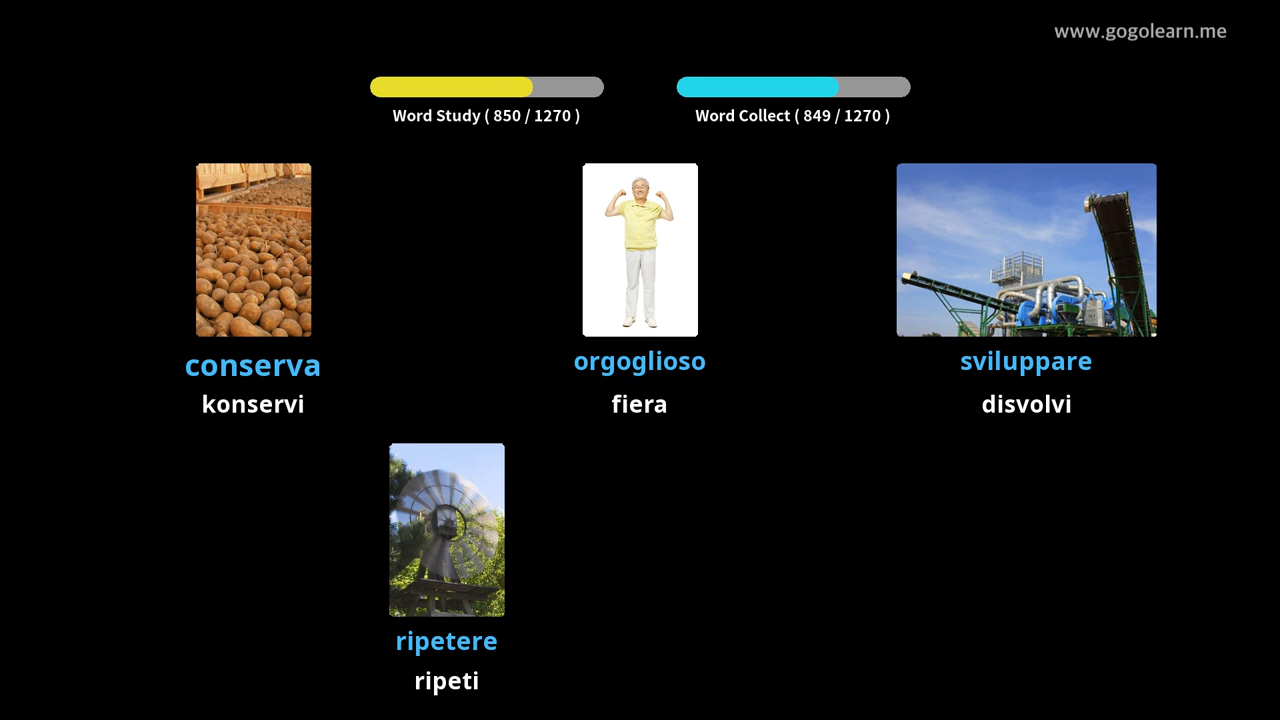 www.gogolearn.me
Word Study ( 850 / 1270 )
Word Collect ( 849 / 1270 )
conserva
konservi
orgoglioso
fiera
sviluppare
disvolvi
ripetere
ripeti